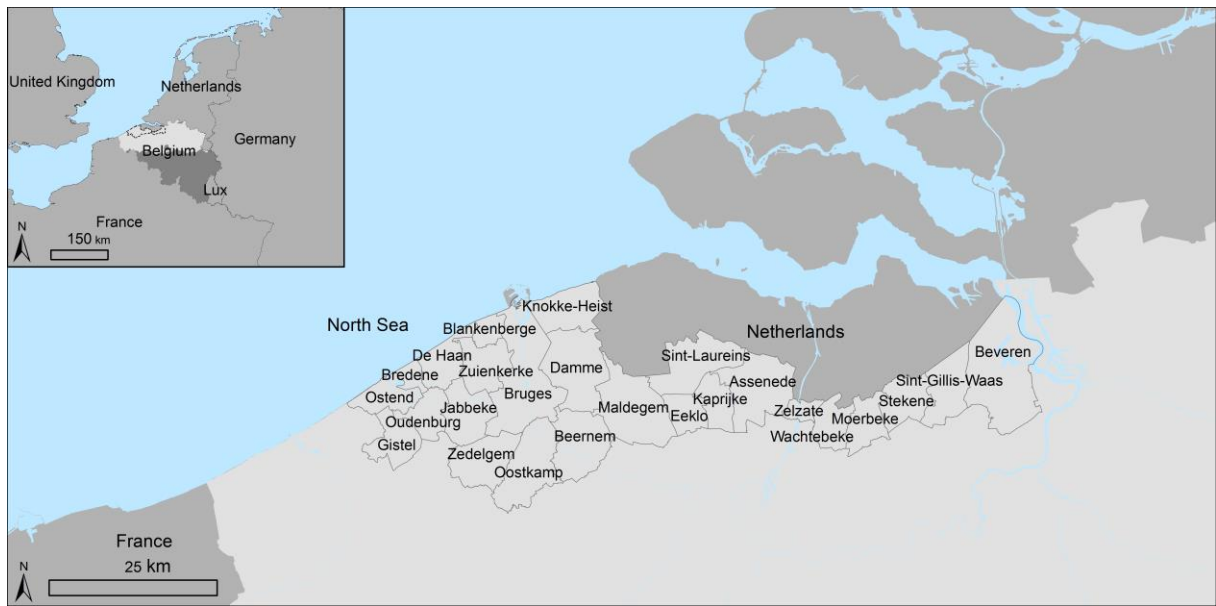 United Kingdom
Netherlands
Germany
Belgium
Lux
France
N
150 km
North Sea
Knokke-Heist
Blankenberge
Netherlands
De Haan
Sint-Laureins
Beveren
Bredene
Zuienkerke
Damme
Assenede
Sint-Gillis-Waas
Ostend
Jabbeke
Bruges
Maldegem
Kaprijke
Zelzate
Stekene
Oudenburg
Eeklo
Moerbeke
Gistel
Beernem
Wachtebeke
Zedelgem
Oostkamp
France
N
25 km